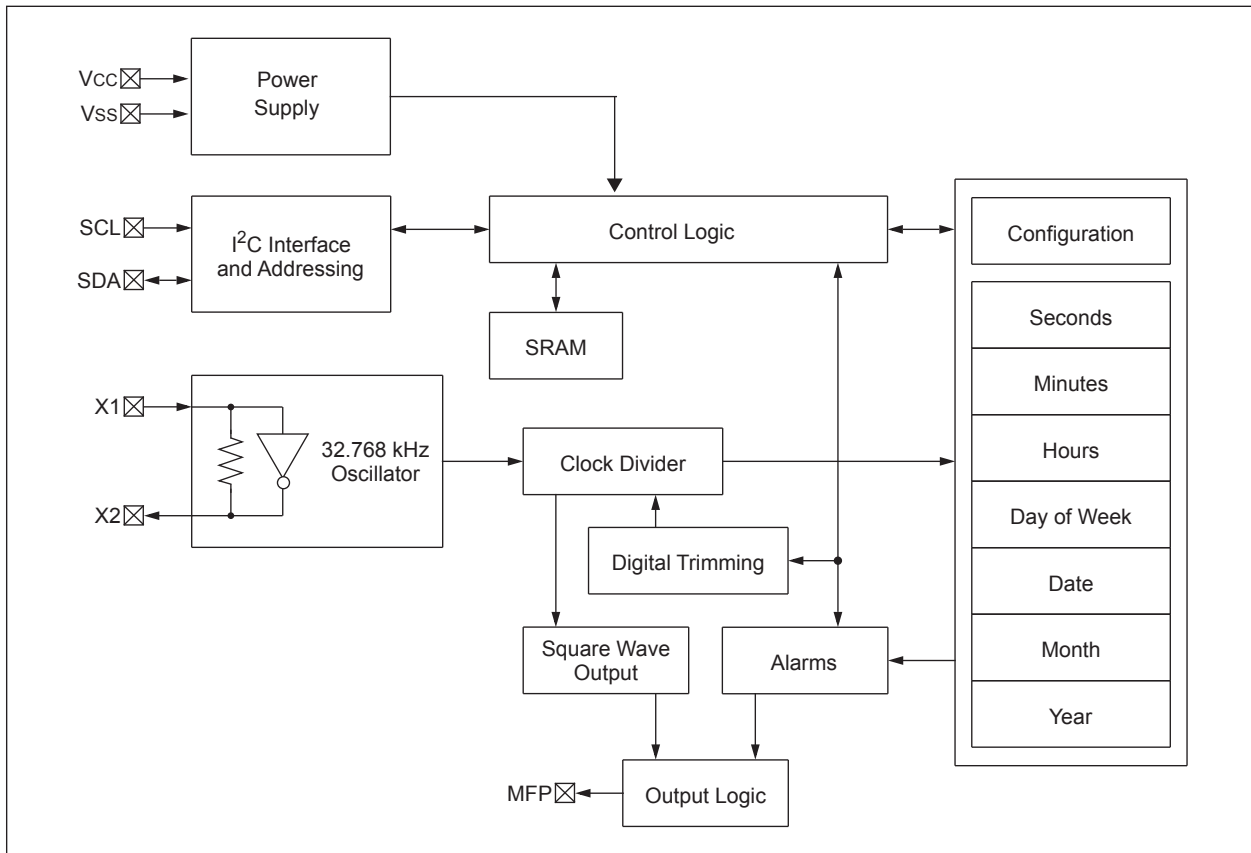 VCC
VSS
Power
Supply
SCL
SDA
I²C Interface
and Addressing
Control Logic
SRAM
Configuration
Seconds
Minutes
Hours
Day of Week
Date
Month
Year
X1
X2
32.768 kHz
Oscillator
Clock Divider
Digital Trimming
Square Wave
Output
Alarms
MFP
Output Logic